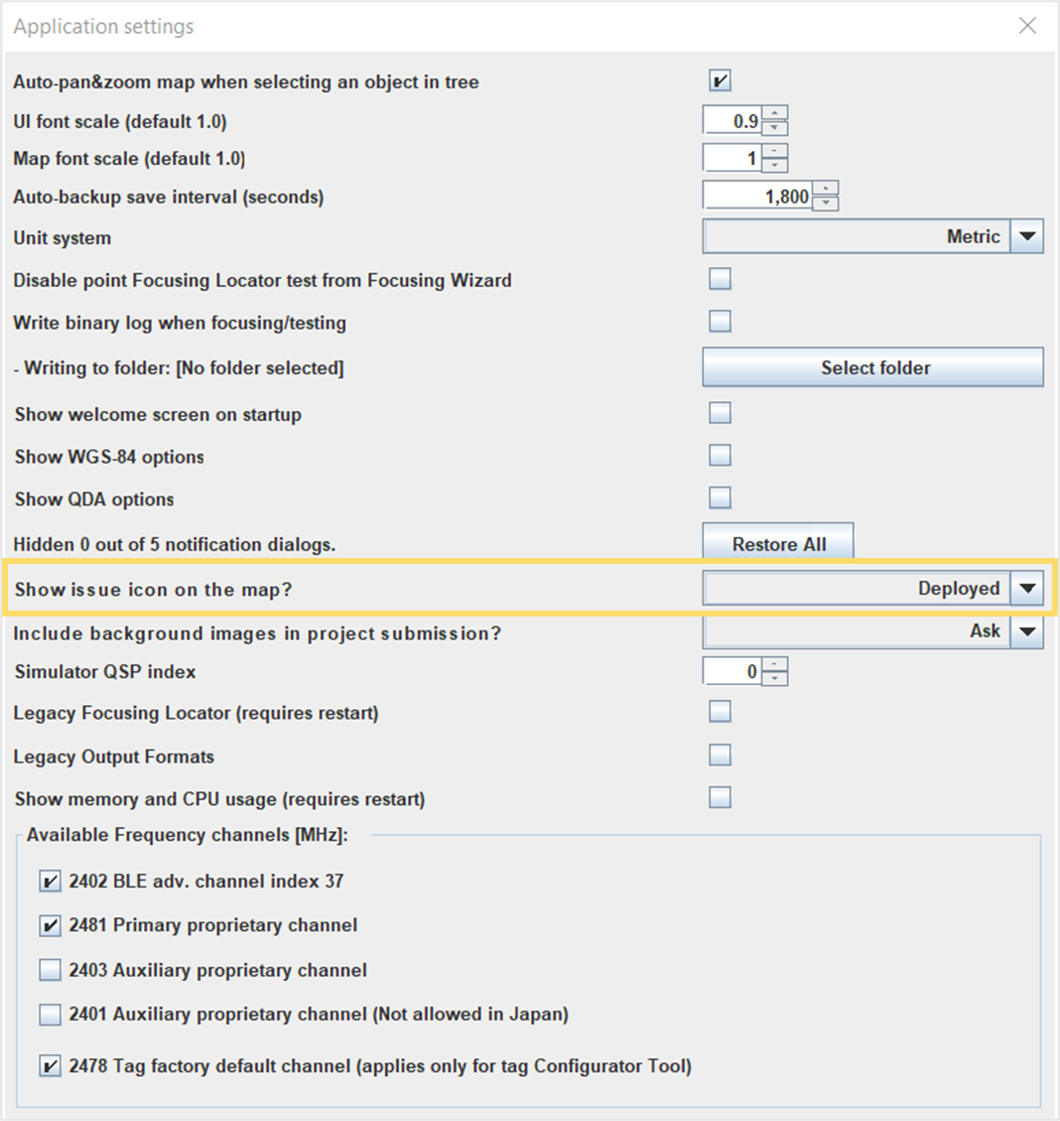 Application settings
Auto-pan&zoom map when selecting an object in tree
UI font scale (default 1.0) 0.9
Map font scale (default 1.0) 1
Auto-backup save interval (seconds) 1,800
Unit system Metric
Disable point Focusing Locator test from Focusing Wizard
Write binary log when focusing/testing
- Writing to folder: [No folder selected] Select folder
Show welcome screen on startup
Show WGS-84 options
Show QDA options
Hidden 0 out of 5 notification dialogs. Restore All
Show issue icon on the map? Deployed
Include background images in project submission? Ask
Simulator QSP index 0
Legacy Focusing Locator (requires restart)
Legacy Output Formats
Show memory and CPU usage (requires restart)
Available Frequency channels [MHz]:
2402 BLE adv. channel index 37
2481 Primary proprietary channel
2403 Auxiliary proprietary channel
2401 Auxiliary proprietary channel (Not allowed in Japan)
2478 Tag factory default channel (applies only for tag Configurator Tool)